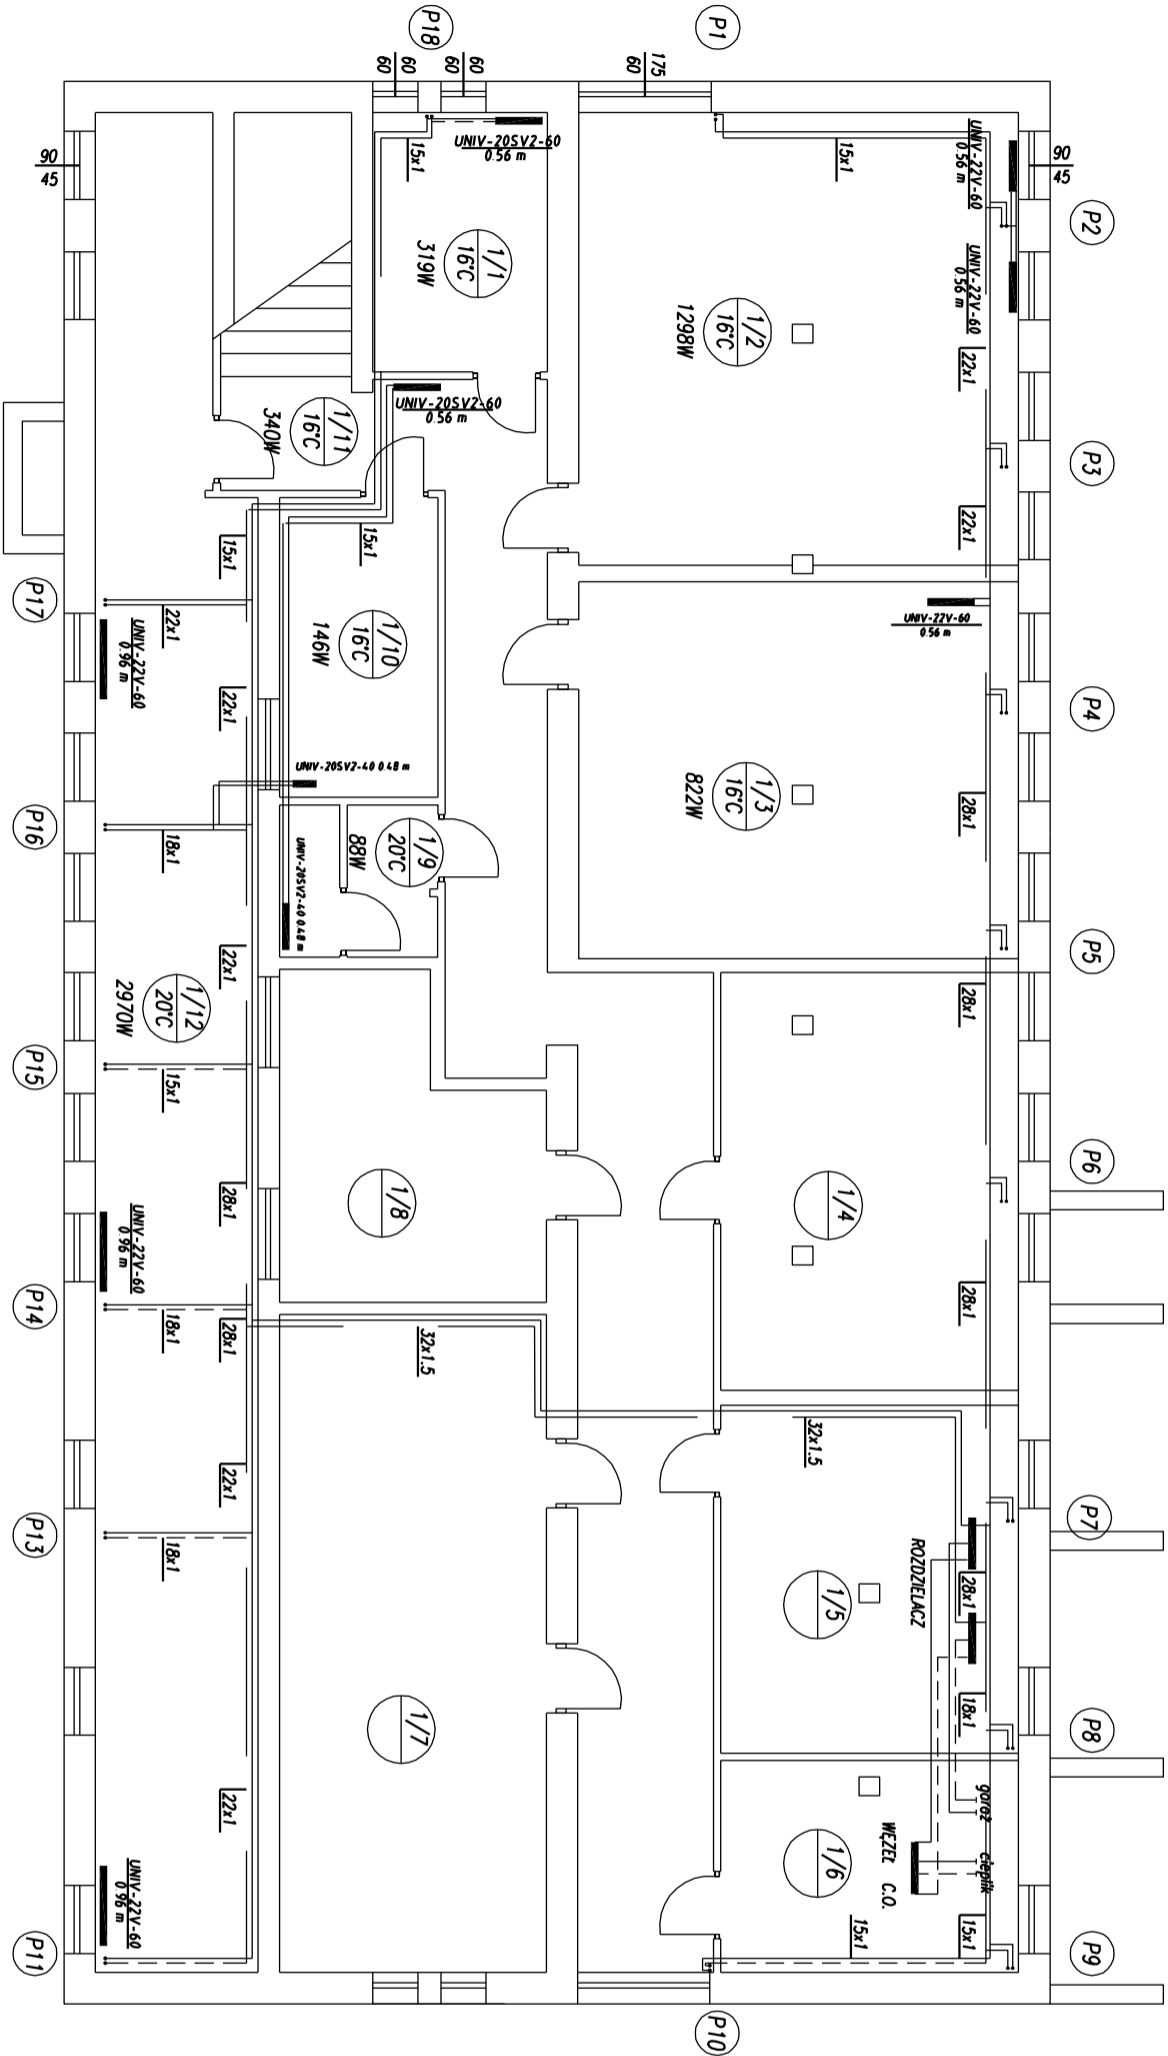 P18
P1
60
60
60
60
175
60
90
45
UNIV-20SV2-60
0.56 m
15x1
1/1
16°C
319W
15x1
UNIV-22V-60
0.56 m
90
45
P2
UNIV-22V-60
0.56 m
1/2
16°C
1298W
22x1
P3
22x1
UNIV-20SV2-60
0.56 m
1/11
16°C
340W
15x1
15x1
P17
22x1
UNIV-22V-60
0.96 m
22x1
1/10
16°C
146W
UNIV-22V-60
0.56 m
P4
UNIV-20SV2-40 0.48 m
1/3
16°C
822W
28x1
P16
18x1
1/9
20°C
88W
UNIV-20SV2-40 0.48 m
P5
22x1
1/12
20°C
2970W
28x1
P15
15x1
28x1
1/8
1/4
P6
UNIV-22V-60
0.96 m
28x1
P14
18x1
28x1
32x1.5
32x1.5
22x1
P13
18x1
P7
ROZDZIELACZ
28x1
1/5
18x1
P8
1/7
22x1
garaż
cieplik
WĘZEŁ C.O.
1/6
UNIV-22V-60
0.96 m
15x1
15x1
P11
P9
P10